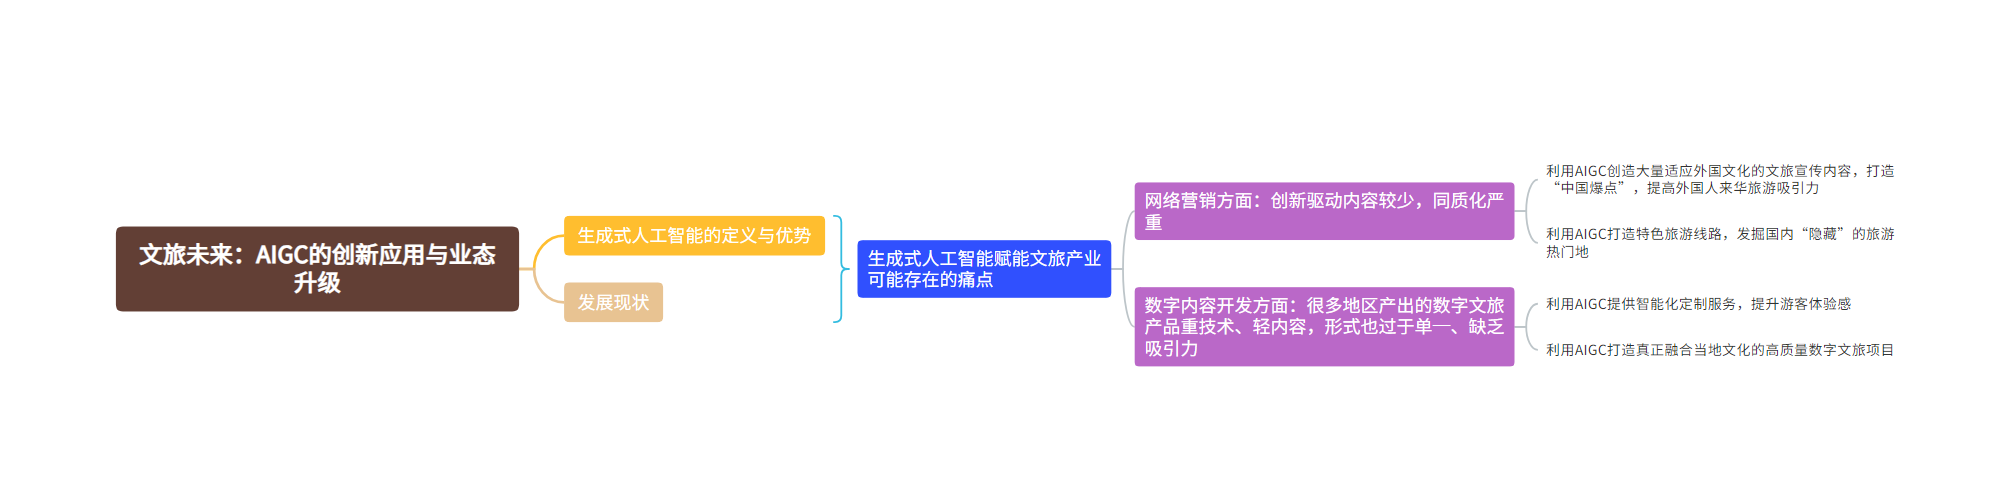 文旅未来：AIGC的创新应用与业态
升级
生成式人工智能的定义与优势
发展现状
生成式人工智能赋能文旅产业
可能存在的痛点
网络营销方面：创新驱动内容较少，同质化严
重
利用AIGC创造大量适应外国文化的文旅宣传内容，打造
“中国爆点”，提高外国人来华旅游吸引力
利用AIGC打造特色旅游线路，发掘国内“隐藏”的旅游
热门地
数字内容开发方面：很多地区产出的数字文旅
产品重技术、轻内容，形式也过于单一、缺乏
吸引力
利用AIGC提供智能化定制服务，提升游客体验感
利用AIGC打造真正融合当地文化的高质量数字文旅项目